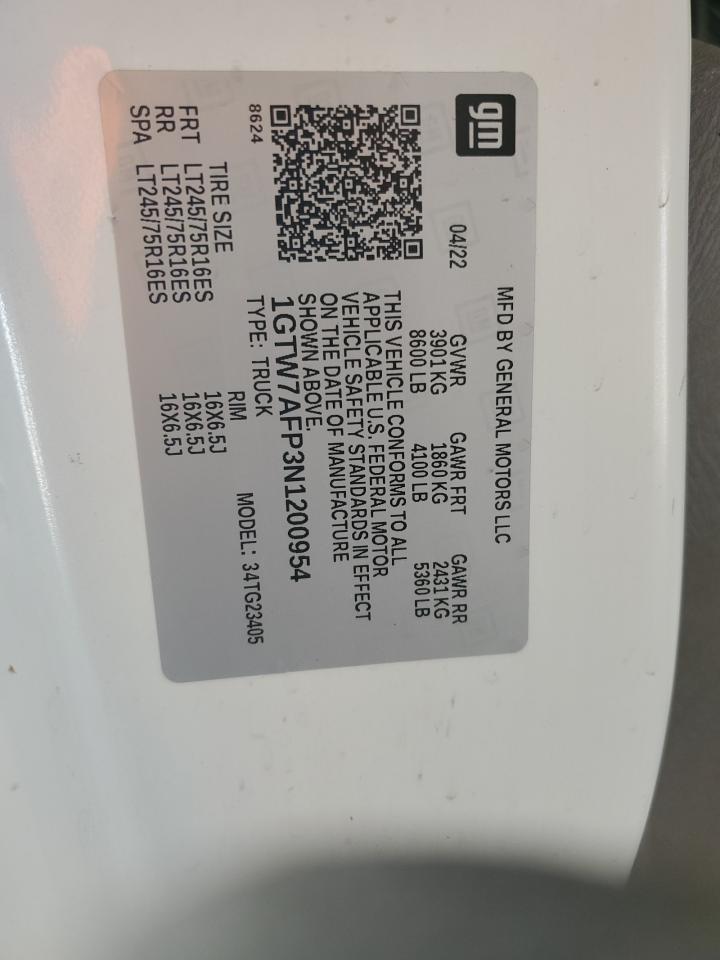 gm
MFD BY GENERAL MOTORS LLC
04/22 GVWR GAWR FRT GAWR RR
3901 KG 1860 KG 2431 KG
8600 LB 4100 LB 5360 LB
THIS VEHICLE CONFORMS TO ALL
APPLICABLE U.S. FEDERAL MOTOR
VEHICLE SAFETY STANDARDS IN EFFECT
ON THE DATE OF MANUFACTURE
SHOWN ABOVE.
1GTW7AFP3N1200954
8624 TYPE: TRUCK MODEL: 34TG23405
TIRE SIZE RIM
FRT LT245/75R16ES 16X6.5J
RR LT245/75R16ES 16X6.5J
SPA LT245/75R16ES 16X6.5J